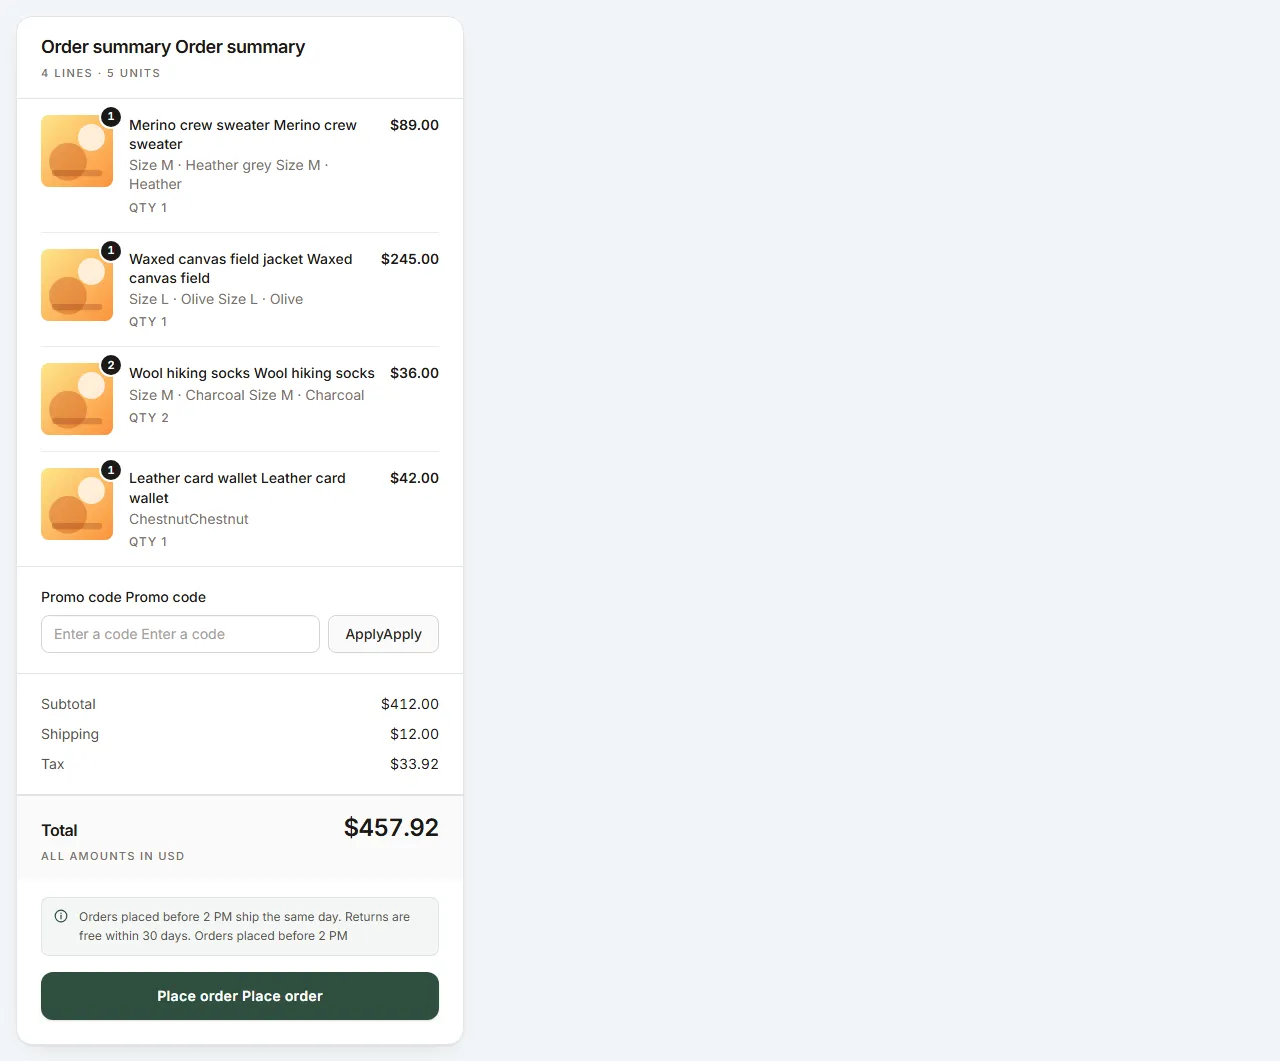 Order summary Order summary
4 LINES · 5 UNITS
1
Merino crew sweater Merino crew
sweater
$89.00
Size M · Heather grey Size M ·
Heather
QTY 1
1
Waxed canvas field jacket Waxed
canvas field
$245.00
Size L · Olive Size L · Olive
QTY 1
2
Wool hiking socks Wool hiking socks
$36.00
Size M · Charcoal Size M · Charcoal
QTY 2
1
Leather card wallet Leather card
wallet
$42.00
ChestnutChestnut
QTY 1
Promo code Promo code
Enter a code Enter a code
ApplyApply
Subtotal $412.00
Shipping $12.00
Tax $33.92
Total $457.92
ALL AMOUNTS IN USD
Orders placed before 2 PM ship the same day. Returns are
free within 30 days. Orders placed before 2 PM
Place order Place order